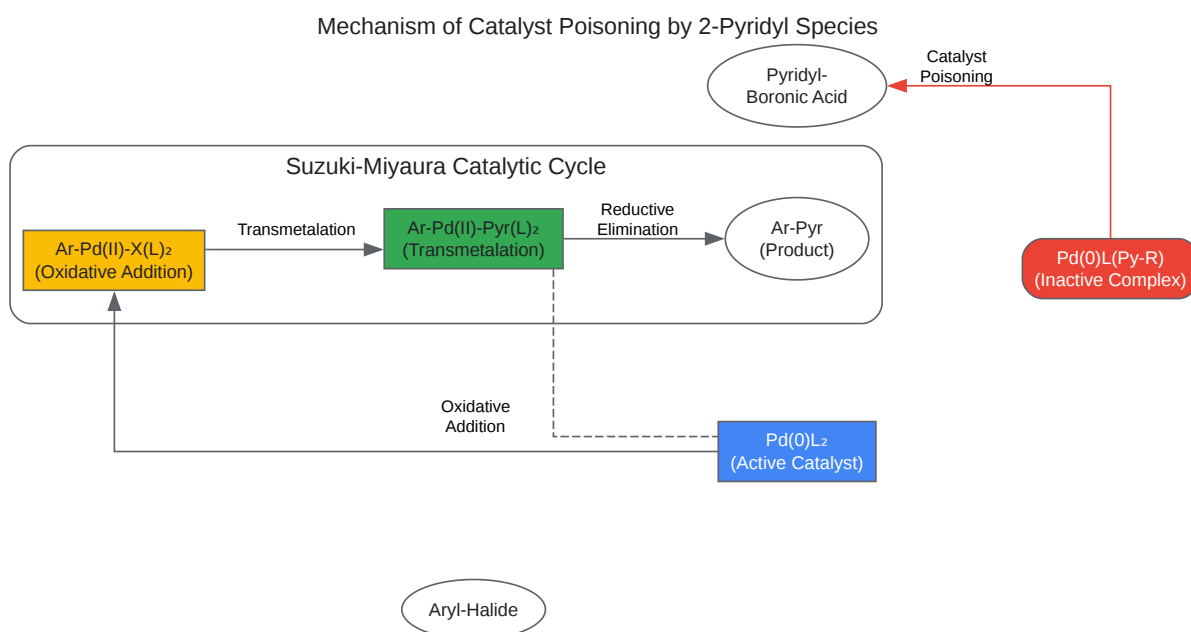 Mechanism of Catalyst Poisoning by 2-Pyridyl Species
Catalyst
Poisoning
Pyridyl-
Boronic Acid
Suzuki-Miyaura Catalytic Cycle
Ar-Pd(II)-X(L)₂
(Oxidative Addition)
Transmetalation
Ar-Pd(II)-Pyr(L)₂
(Transmetalation)
Reductive
Elimination
Ar-Pyr
(Product)
Pd(0)L(Py-R)
(Inactive Complex)
Oxidative
Addition
Pd(0)L₂
(Active Catalyst)
Aryl-Halide